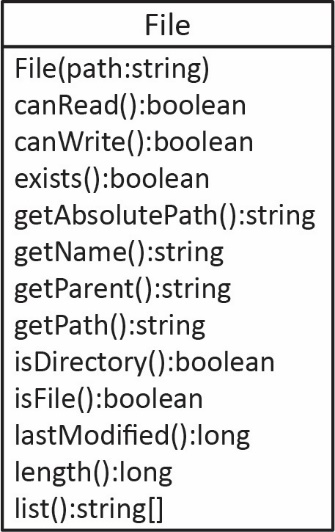 File
File(path:string)
canRead():boolean
canWrite():boolean
exists():boolean
getAbsolutePath():string
getName():string
getParent():string
getPath():string
isDirectory():boolean
isFile():boolean
lastModified():long
length():long
list():string[]